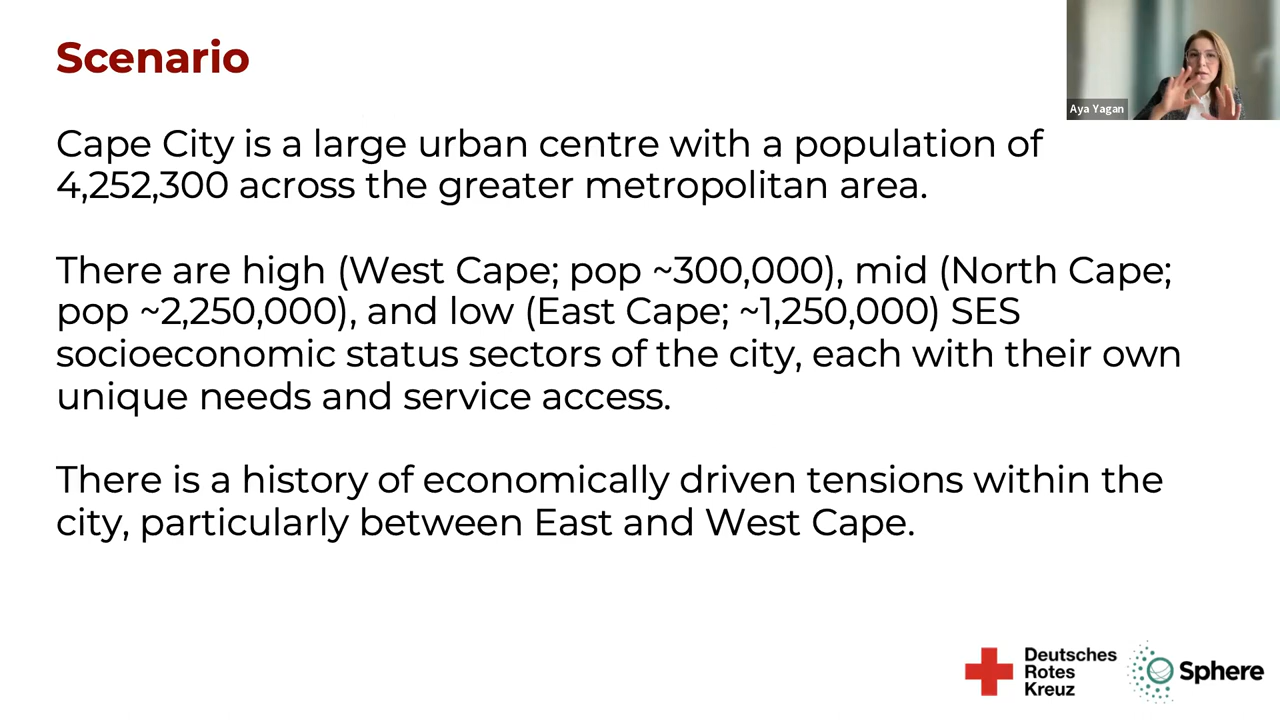 Scenario
Aya Yagan
Cape City is a large urban centre with a population of
4,252,300 across the greater metropolitan area.
There are high (West Cape; pop ~300,000), mid (North Cape;
pop ~2,250,000), and low (East Cape; ~1,250,000) SES
socioeconomic status sectors of the city, each with their own
unique needs and service access.
There is a history of economically driven tensions within the
city, particularly between East and West Cape.
Deutsches
Rotes
Kreuz
Sphere